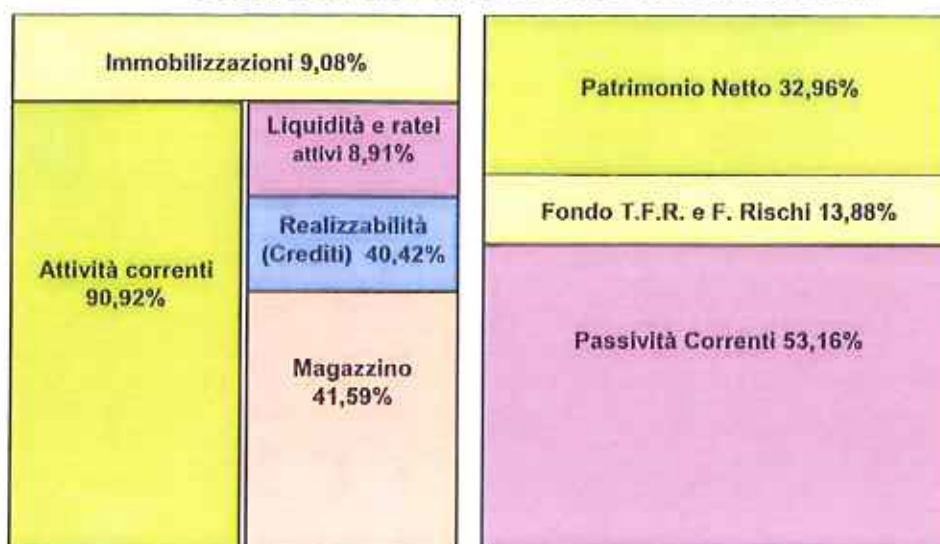 Immobilizzazioni 9,08%
Liquidità e ratei
attivi 8,91%
Realizzabilità
(Crediti) 40,42%
Attività correnti
90,92%
Magazzino
41,59%
Patrimonio Netto 32,96%
Fondo T.F.R. e F. Rischi 13,88%
Passività Correnti 53,16%